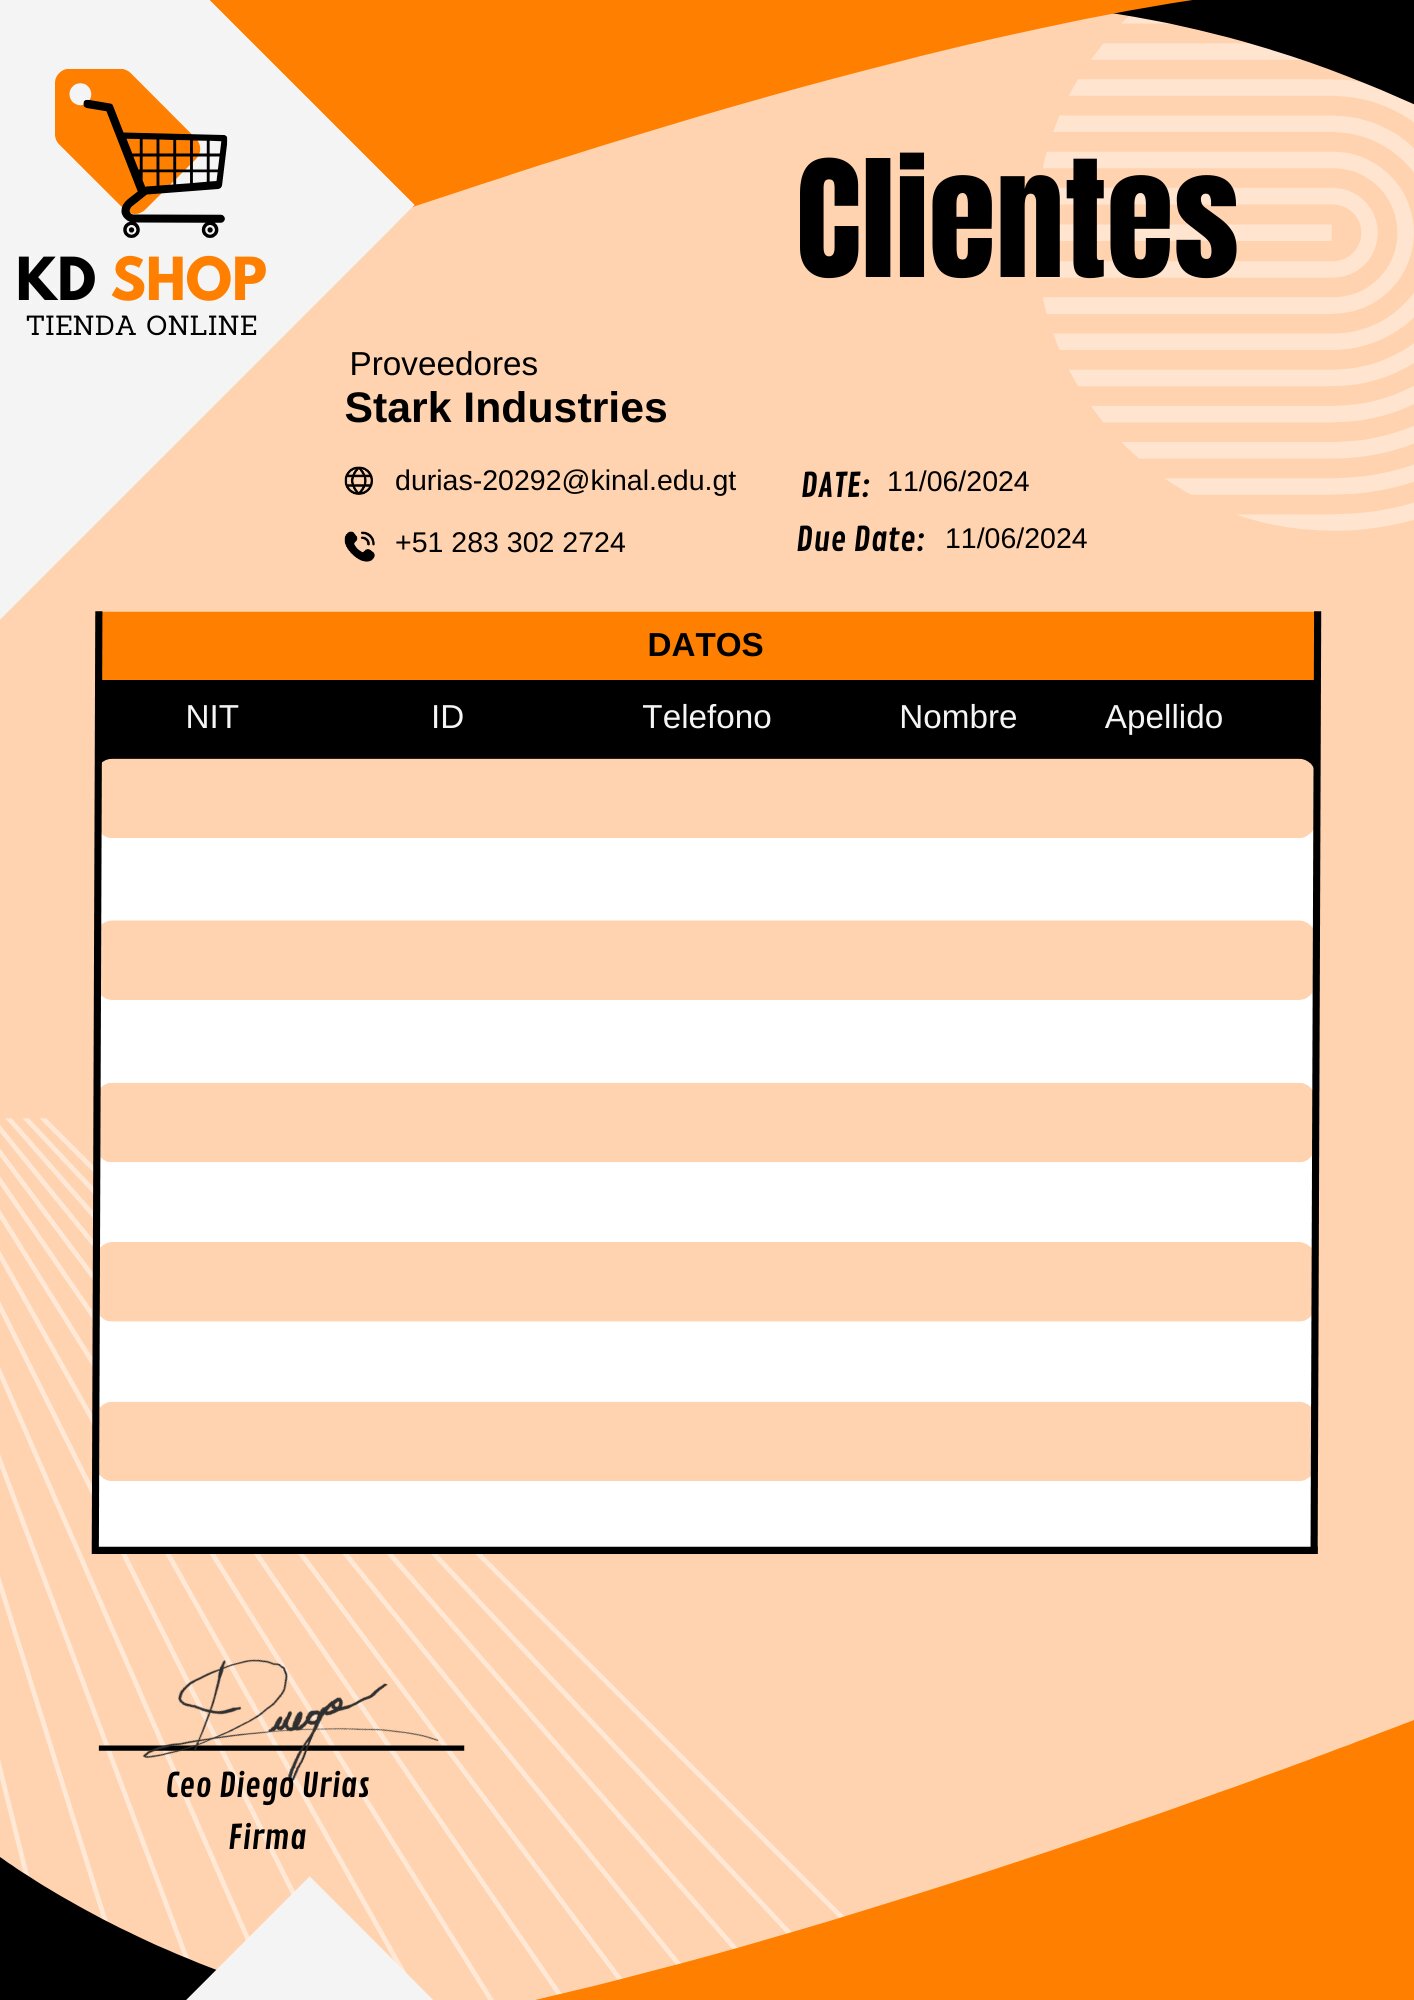 KD SHOP
TIENDA ONLINE
Clientes
Proveedores
Stark Industries
durias-20292@kinal.edu.gt
+51 283 302 2724
DATE: 11/06/2024
Due Date: 11/06/2024
DATOS
NIT ID Telefono Nombre Apellido
Diego
Ceo Diego Urias
Firma